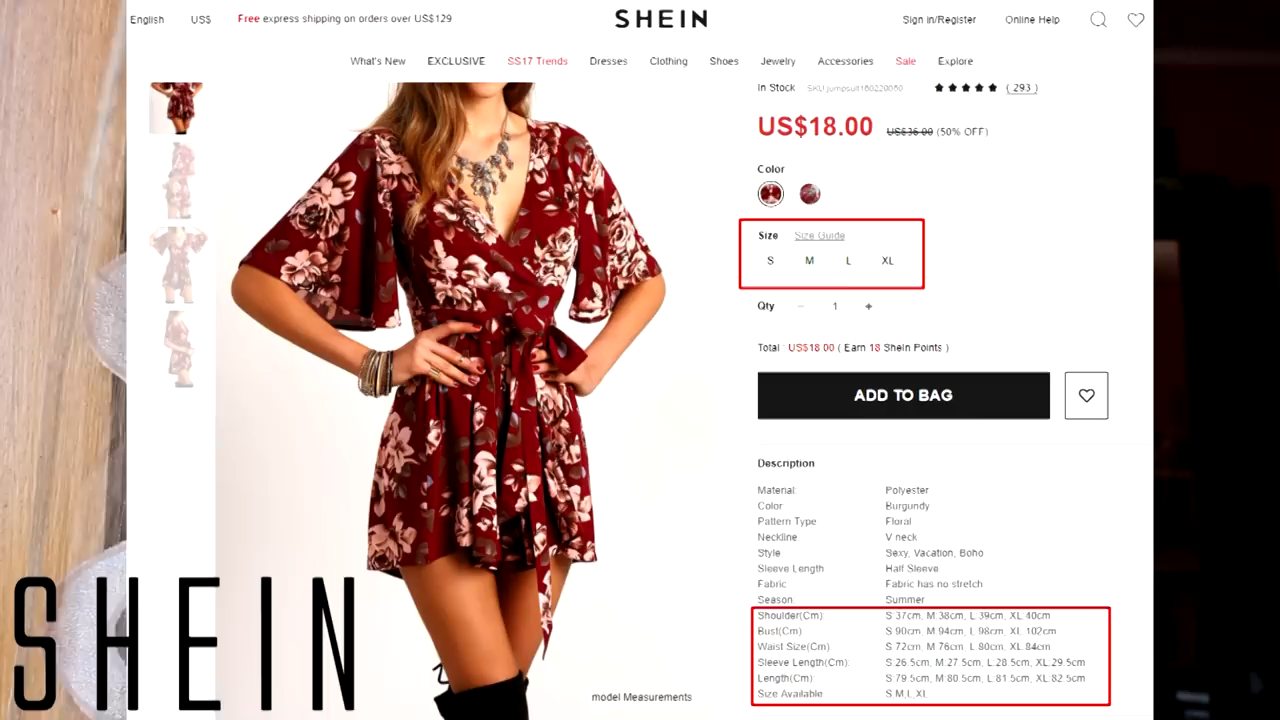 English US$ Free express shipping on orders over US$129 SHEIN Sign in/Register Online Help
What's New EXCLUSIVE SS17 Trends Dresses Clothing Shoes Jewelry Accessories Sale Explore
In Stock SKU jumpsuit160220060 ( 293 )
US$18.00 US$36.00 (50% OFF)
Color
Size Size Guide
S M L XL
Qty − 1 +
Total : US$18.00 ( Earn 18 SheIn Points )
ADD TO BAG
Description
Material: Polyester
Color Burgundy
Pattern Type Floral
Neckline V neck
Style Sexy, Vacation, Boho
Sleeve Length Half Sleeve
Fabric Fabric has no stretch
Season Summer
Shoulder(Cm) S:37cm, M:38cm, L:39cm, XL:40cm
Bust(Cm) S:90cm, M:94cm, L:98cm, XL:102cm
Waist Size(Cm) S:72cm, M:76cm, L:80cm, XL:84cm
Sleeve Length(Cm): S:26.5cm, M:27.5cm, L:28.5cm, XL:29.5cm
Length(Cm) S:79.5cm, M:80.5cm, L:81.5cm, XL:82.5cm
Size Available S,M,L,XL
model Measurements
SHEIN